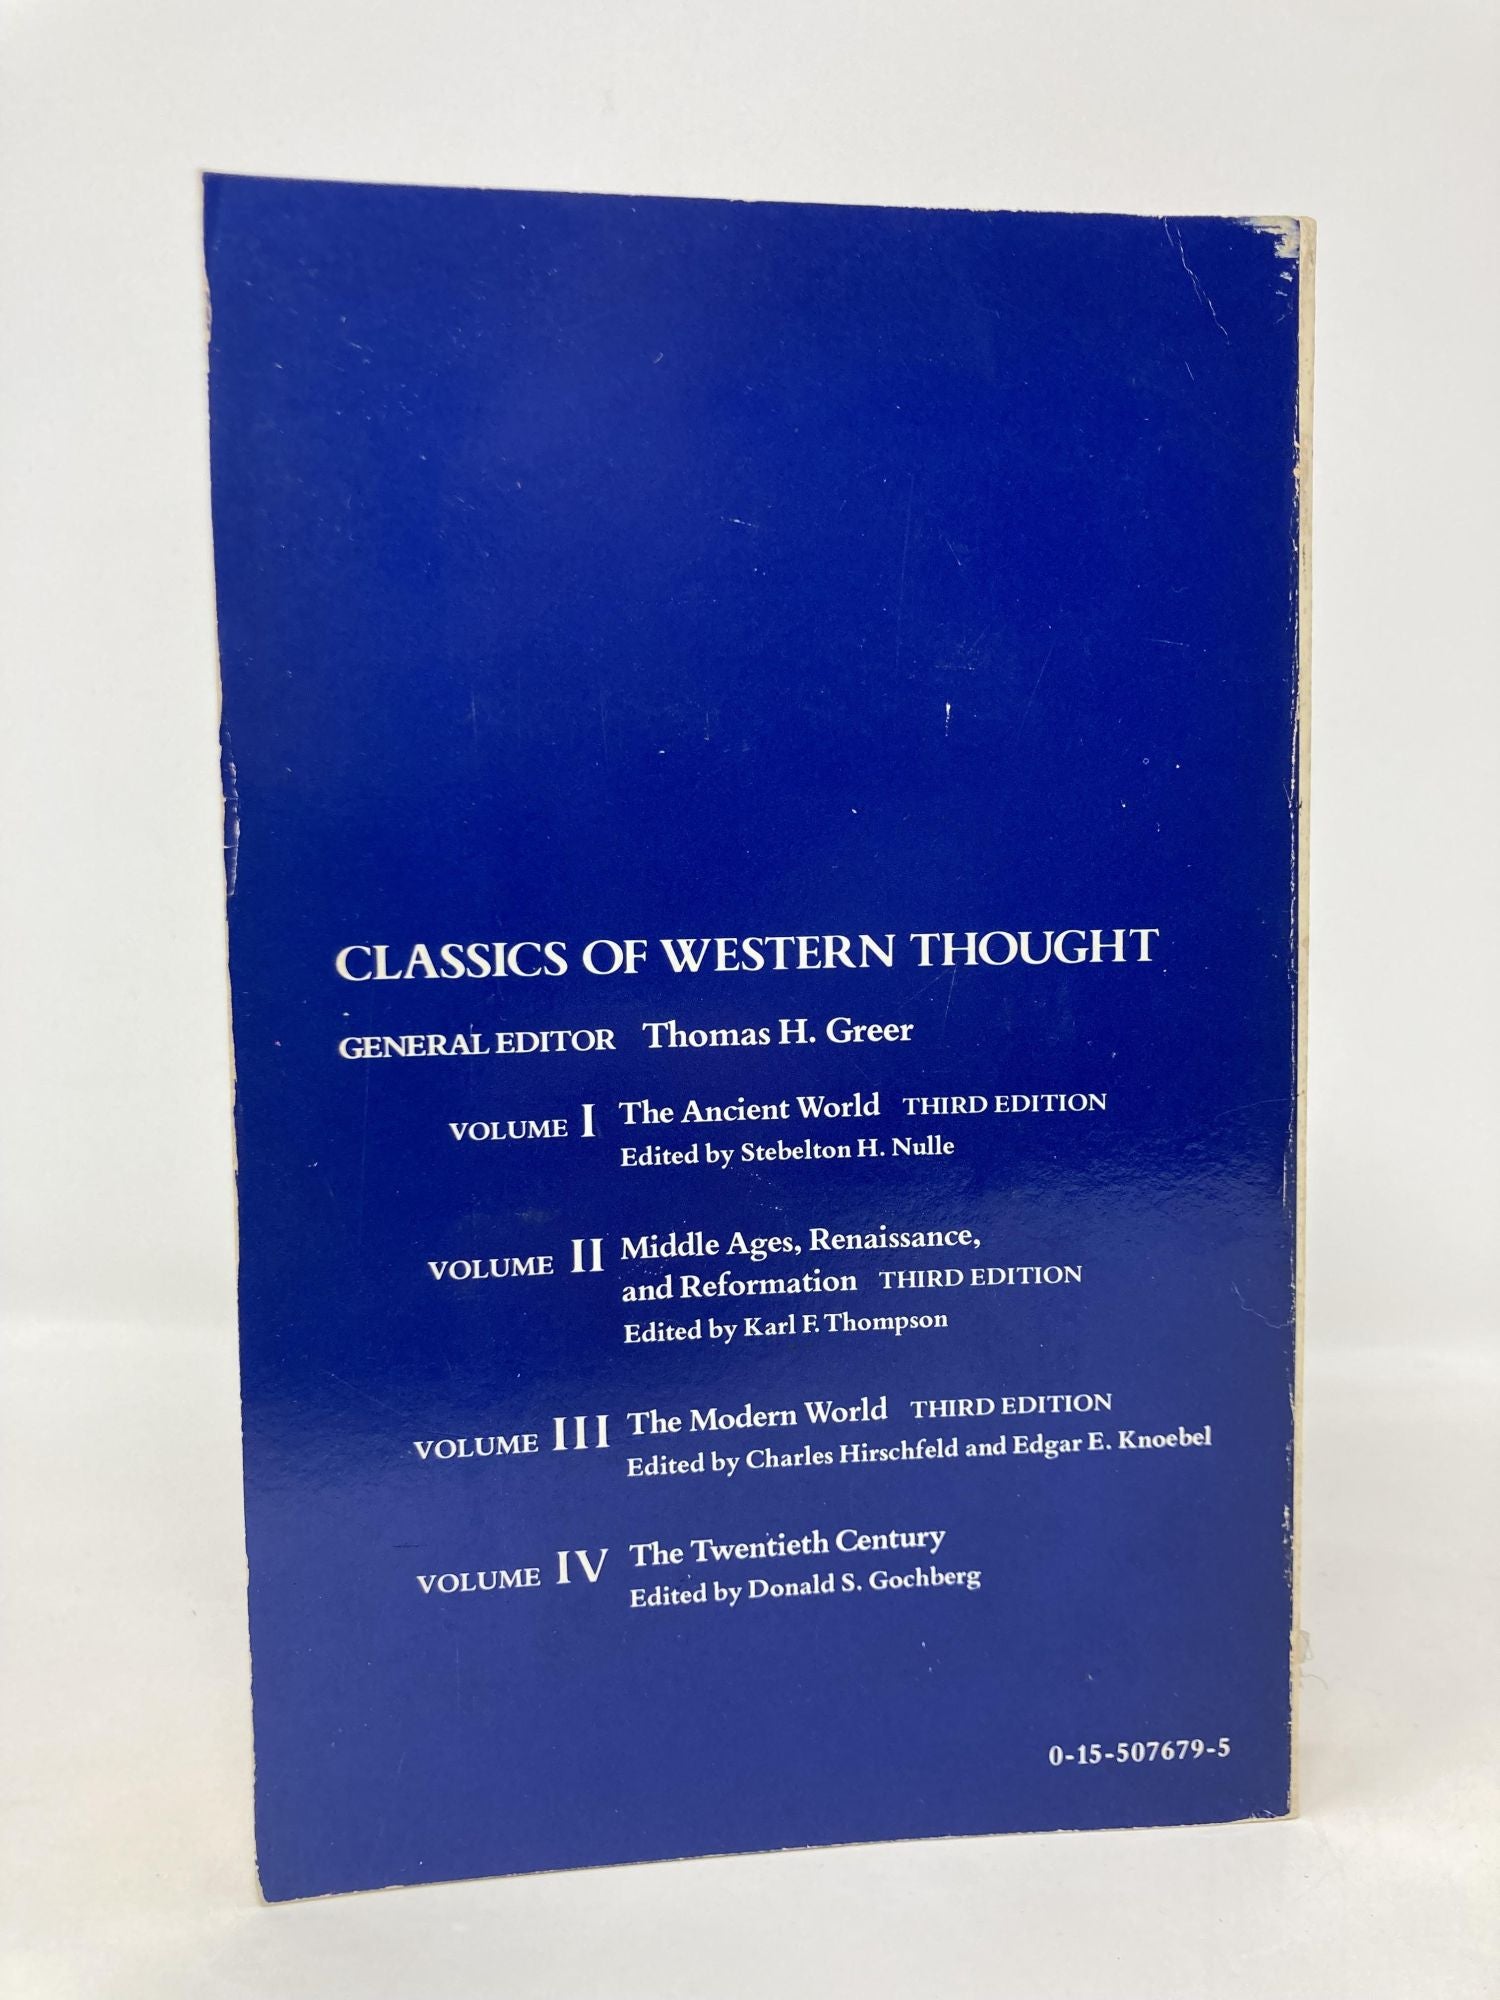 CLASSICS OF WESTERN THOUGHT
GENERAL EDITOR Thomas H. Greer
VOLUME I The Ancient World THIRD EDITION
Edited by Stebelton H. Nulle
VOLUME II Middle Ages, Renaissance,
and Reformation THIRD EDITION
Edited by Karl F. Thompson
VOLUME III The Modern World THIRD EDITION
Edited by Charles Hirschfeld and Edgar E. Knoebel
VOLUME IV The Twentieth Century
Edited by Donald S. Gochberg
0-15-507679-5